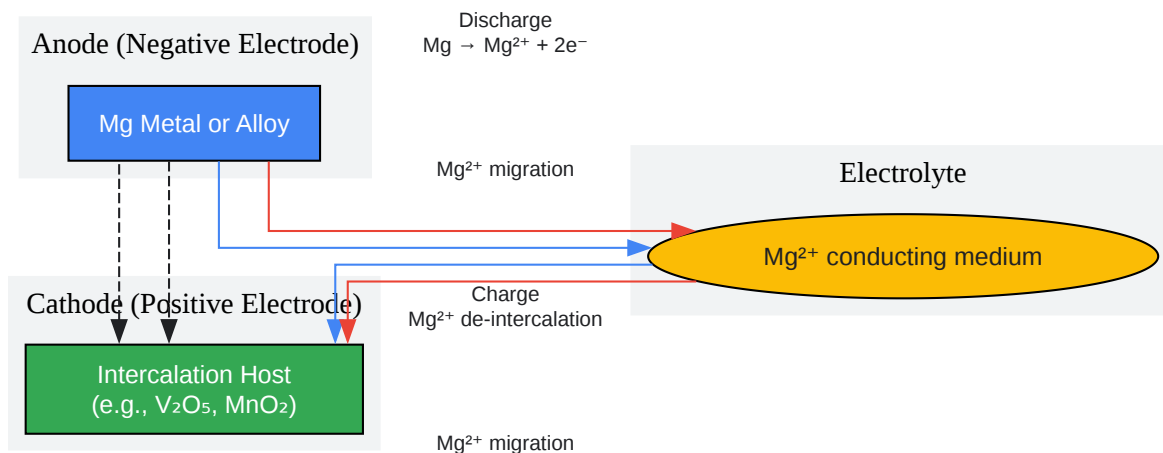 Discharge
Mg → Mg²⁺ + 2e⁻
Anode (Negative Electrode)
Mg Metal or Alloy
Mg²⁺ migration
Electrolyte
Mg²⁺ conducting medium
Cathode (Positive Electrode)
Charge
Mg²⁺ de-intercalation
Intercalation Host
(e.g., V₂O₅, MnO₂)
Mg²⁺ migration